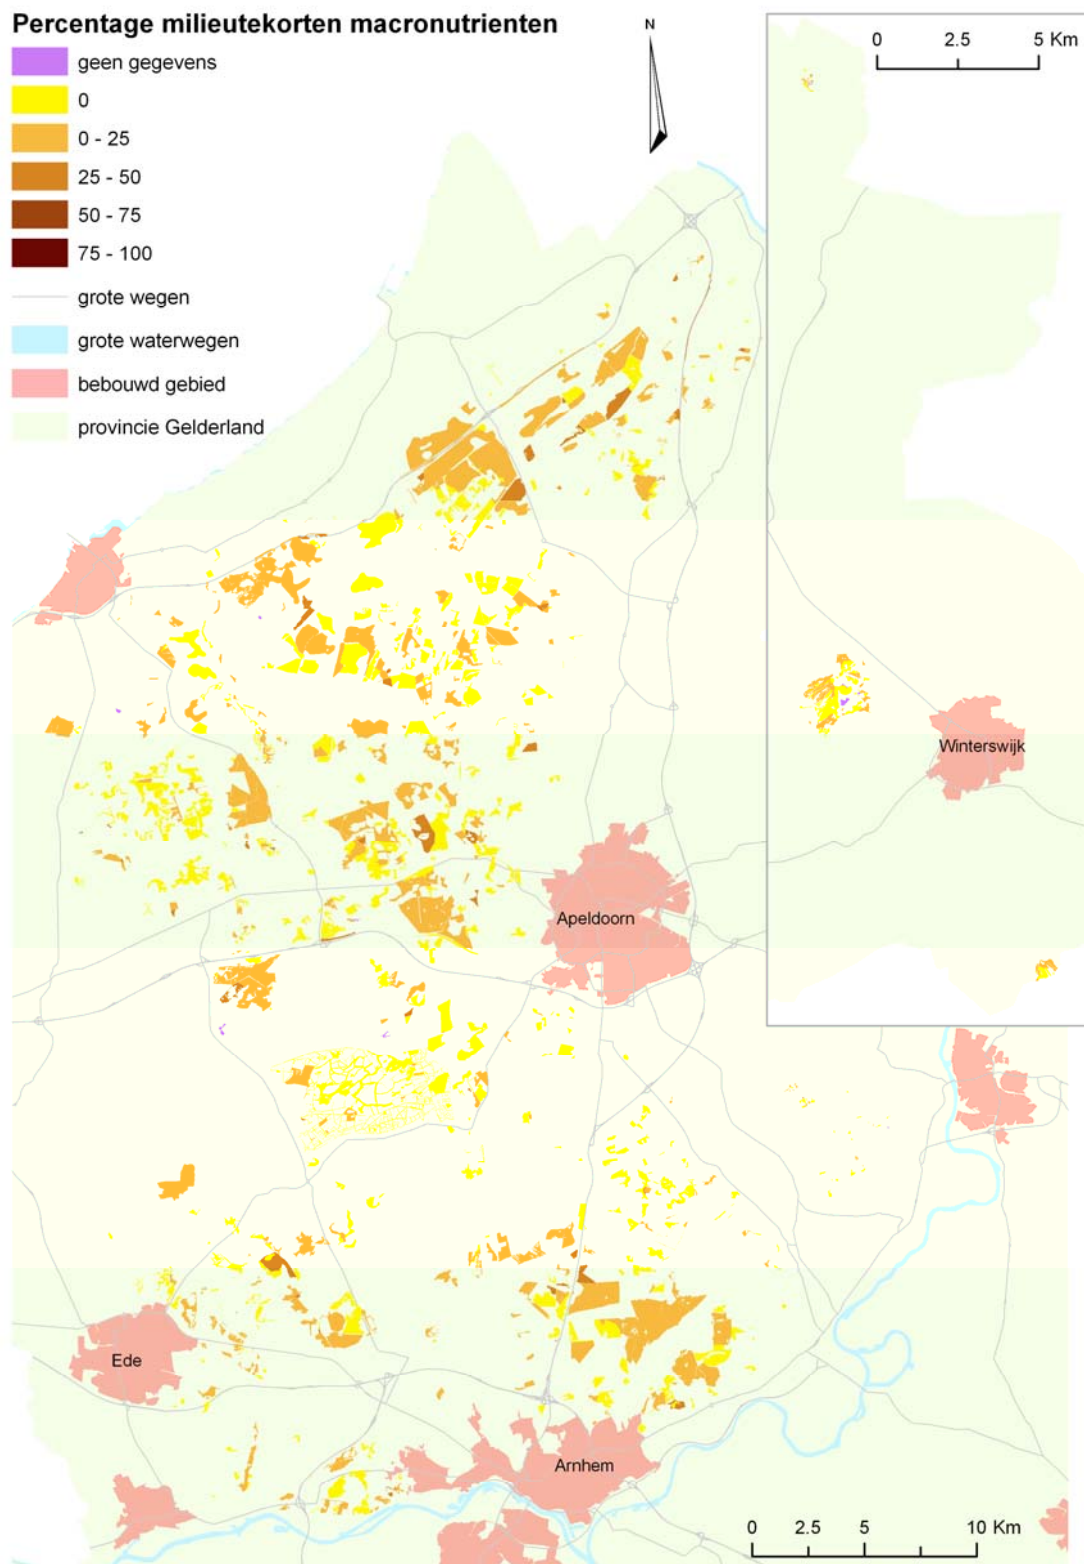 Percentage milieutekorten macronutrienten
geen gegevens
0
0 - 25
25 - 50
50 - 75
75 - 100
grote wegen
grote waterwegen
bebouwd gebied
provincie Gelderland
N
0 2.5 5 Km
Winterswijk
Apeldoorn
Ede
Arnhem
0 2.5 5 10 Km